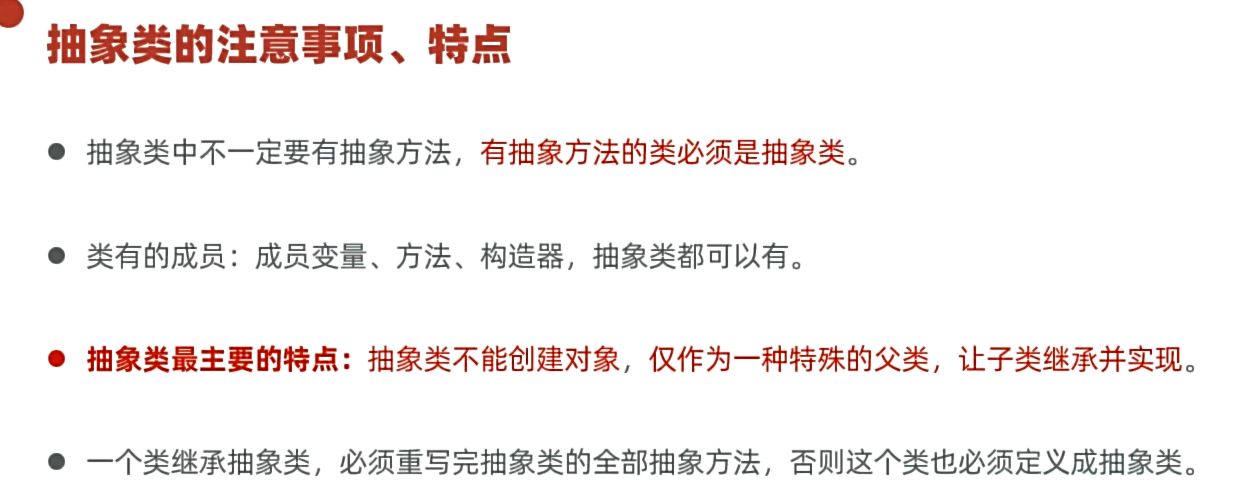 抽象类的注意事项、特点
抽象类中不一定要有抽象方法，有抽象方法的类必须是抽象类。
类有的成员：成员变量、方法、构造器，抽象类都可以有。
抽象类最主要的特点：抽象类不能创建对象，仅作为一种特殊的父类，让子类继承并实现。
一个类继承抽象类，必须重写完抽象类的全部抽象方法，否则这个类也必须定义成抽象类。